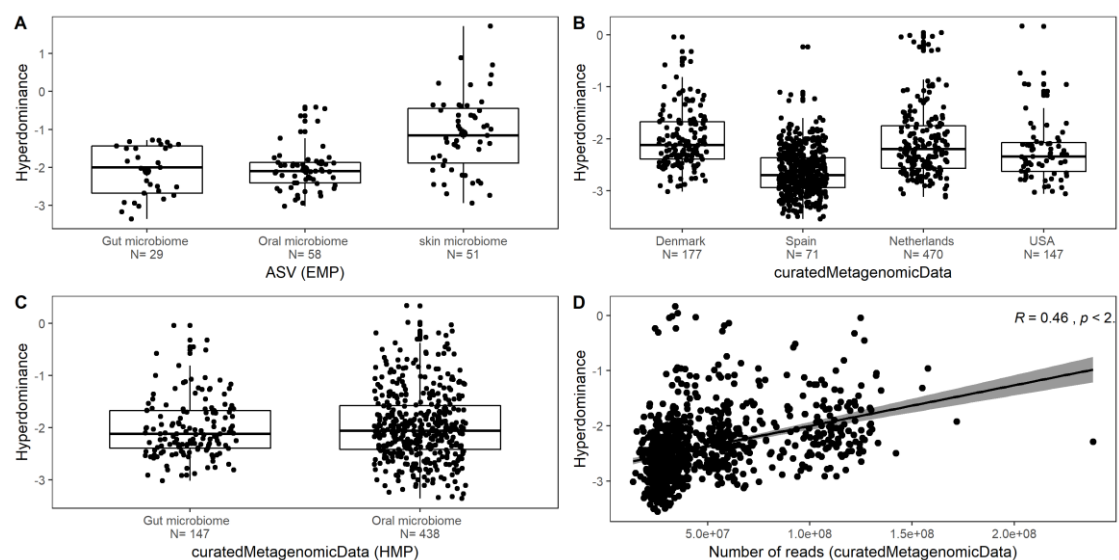 A
Hyperdominance
1
0
-1
-2
-3
Gut microbiome
N= 29
Oral microbiome
N= 58
skin microbiome
N= 51
ASV (EMP)
B
Hyperdominance
0
-1
-2
-3
Denmark
N= 177
Spain
N= 71
Netherlands
N= 470
USA
N= 147
curatedMetagenomicData
C
Hyperdominance
0
-1
-2
-3
Gut microbiome
N= 147
Oral microbiome
N= 438
curatedMetagenomicData (HMP)
D
Hyperdominance
0
-1
-2
-3
R = 0.46 , p < 2.
5.0e+07
1.0e+08
1.5e+08
2.0e+08
Number of reads (curatedMetagenomicData)